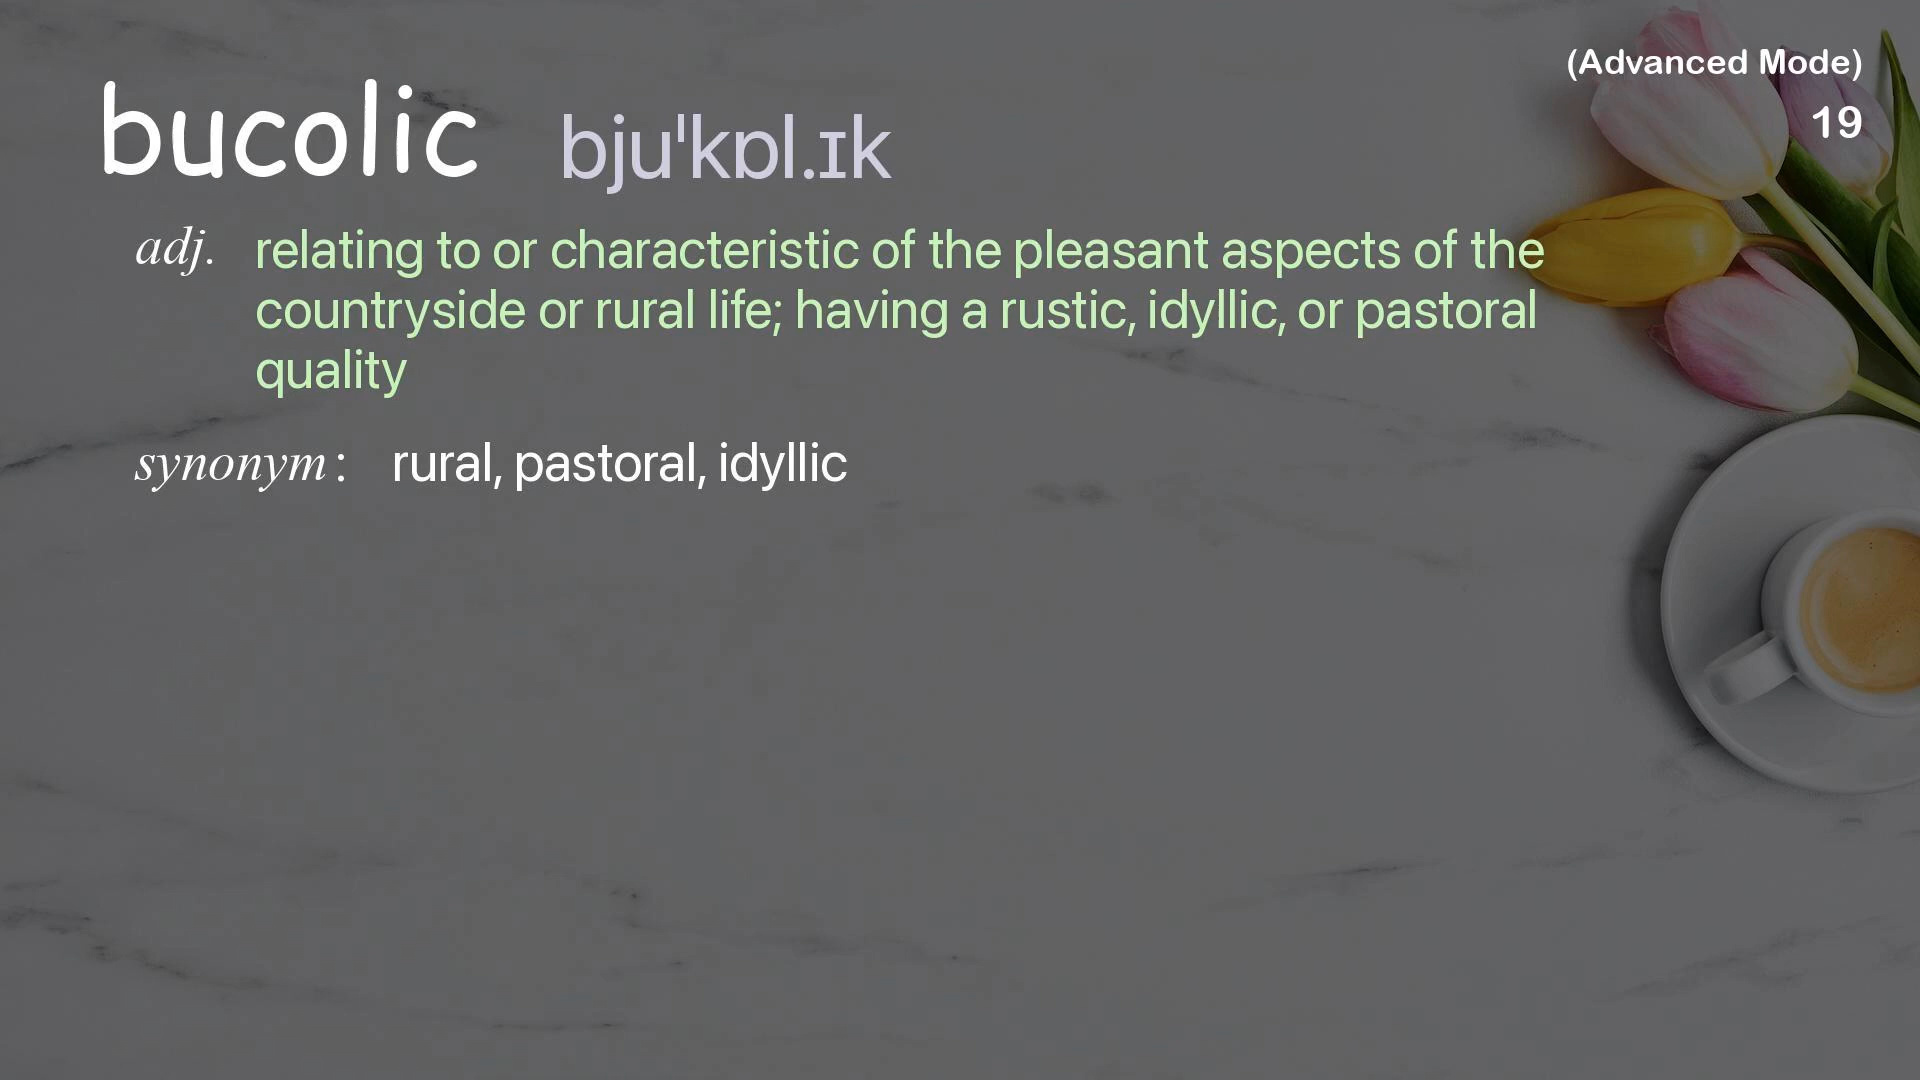 (Advanced Mode)
19
bucolic bju'kɒl.ɪk
adj. relating to or characteristic of the pleasant aspects of the
countryside or rural life; having a rustic, idyllic, or pastoral
quality
synonym: rural, pastoral, idyllic